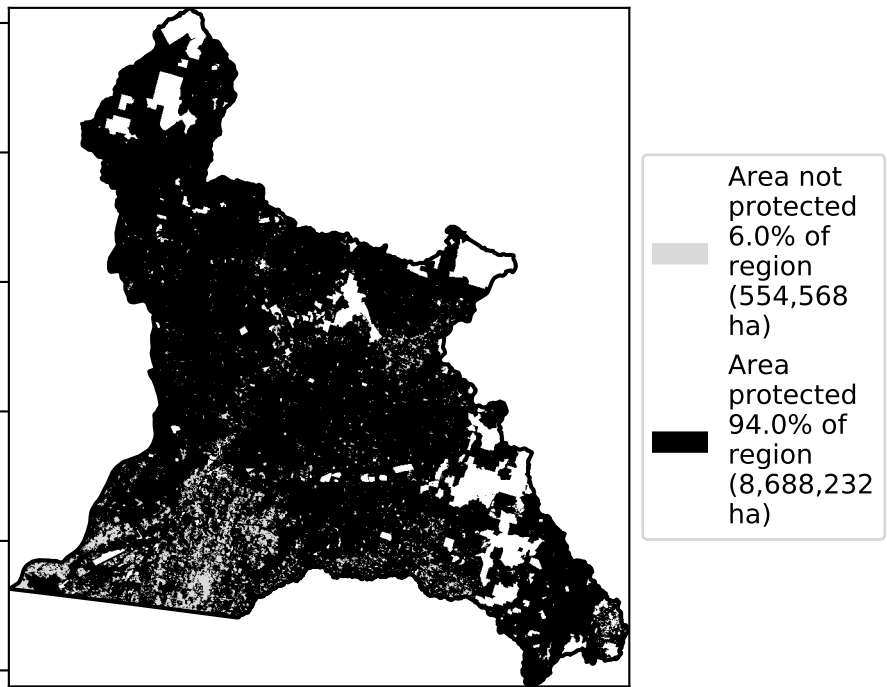 Area not
protected
6.0% of
region
(554,568
ha)
Area
protected
94.0% of
region
(8,688,232
ha)